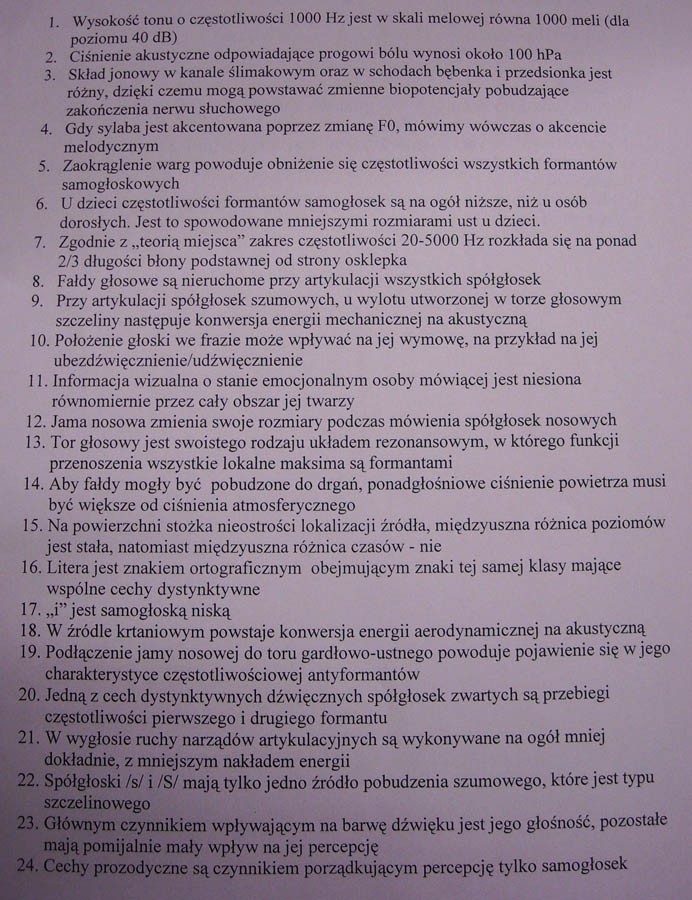 1. Wysokość tonu o częstotliwości 1000 Hz jest w skali melowej równa 1000 meli (dla
poziomu 40 dB)
2. Ciśnienie akustyczne odpowiadające progowi bólu wynosi około 100 hPa
3. Skład jonowy w kanale ślimakowym oraz w schodach bębenka i przedsionka jest
różny, dzięki czemu mogą powstawać zmienne biopotencjały pobudzające
zakończenia nerwu słuchowego
4. Gdy sylaba jest akcentowana poprzez zmianę F0, mówimy wówczas o akcencie
melodycznym
5. Zaokrąglenie warg powoduje obniżenie się częstotliwości wszystkich formantów
samogłoskowych
6. U dzieci częstotliwości formantów samogłosek są na ogół niższe, niż u osób
dorosłych. Jest to spowodowane mniejszymi rozmiarami ust u dzieci.
7. Zgodnie z „teorią miejsca” zakres częstotliwości 20-5000 Hz rozkłada się na ponad
2/3 długości błony podstawnej od strony osklepka
8. Fałdy głosowe są nieruchome przy artykulacji wszystkich spółgłosek
9. Przy artykulacji spółgłosek szumowych, u wylotu utworzonej w torze głosowym
szczeliny następuje konwersja energii mechanicznej na akustyczną
10. Położenie głoski we frazie może wpływać na jej wymowę, na przykład na jej
ubezdźwięcznienie/udźwięcznienie
11. Informacja wizualna o stanie emocjonalnym osoby mówiącej jest niesiona
równomiernie przez cały obszar jej twarzy
12. Jama nosowa zmienia swoje rozmiary podczas mówienia spółgłosek nosowych
13. Tor głosowy jest swoistego rodzaju układem rezonansowym, w którego funkcji
przenoszenia wszystkie lokalne maksima są formantami
14. Aby fałdy mogły być pobudzone do drgań, ponadgłośniowe ciśnienie powietrza musi
być większe od ciśnienia atmosferycznego
15. Na powierzchni stożka nieostrości lokalizacji źródła, międzyuszna różnica poziomów
jest stała, natomiast międzyuszna różnica czasów - nie
16. Litera jest znakiem ortograficznym obejmującym znaki tej samej klasy mające
wspólne cechy dystynktywne
17. „i” jest samogłoską niską
18. W źródle krtaniowym powstaje konwersja energii aerodynamicznej na akustyczną
19. Podłączenie jamy nosowej do toru gardłowo-ustnego powoduje pojawienie się w jego
charakterystyce częstotliwościowej antyformantów
20. Jedną z cech dystynktywnych dźwięcznych spółgłosek zwartych są przebiegi
częstotliwości pierwszego i drugiego formantu
21. W wygłosie ruchy narządów artykulacyjnych są wykonywane na ogół mniej
dokładnie, z mniejszym nakładem energii
22. Spółgłoski /s/ i /S/ mają tylko jedno źródło pobudzenia szumowego, które jest typu
szczelinowego
23. Głównym czynnikiem wpływającym na barwę dźwięku jest jego głośność, pozostałe
mają pomijalnie mały wpływ na jej percepcję
24. Cechy prozodyczne są czynnikiem porządkującym percepcję tylko samogłosek